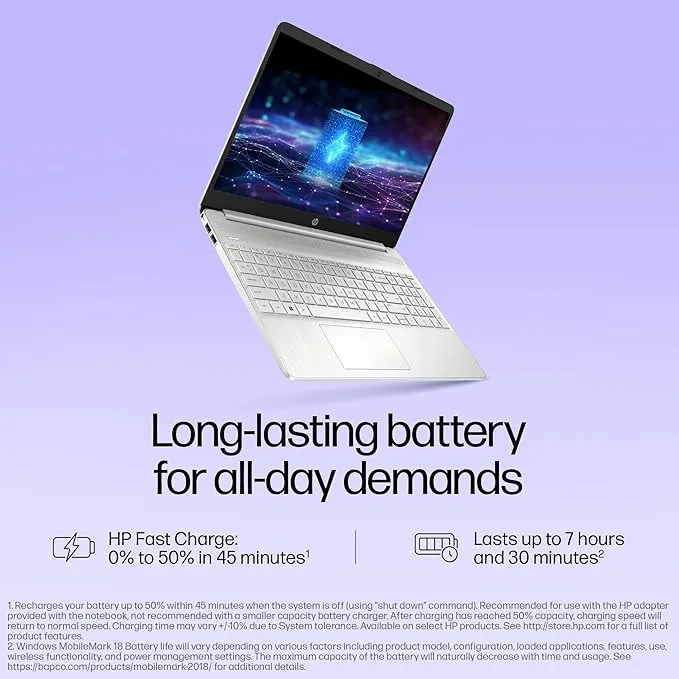 hp
Long-lasting battery
for all-day demands
HP Fast Charge:
0% to 50% in 45 minutes¹
Lasts up to 7 hours
and 30 minutes²
1. Recharges your battery up to 50% within 45 minutes when the system is off (using "shut down" command). Recommended for use with the HP adapter
provided with the notebook, not recommended with a smaller capacity battery charger. After charging has reached 50% capacity, charging speed will
return to normal speed. Charging time may vary +/-10% due to System tolerance. Available on select HP products. See http://store.hp.com for a full list of
product features.
2. Windows MobileMark 18 Battery life will vary depending on various factors including product model, configuration, loaded applications, features, use,
wireless functionality, and power management settings. The maximum capacity of the battery will naturally decrease with time and usage. See
https://bapco.com/products/mobilemark-2018/ for additional details.